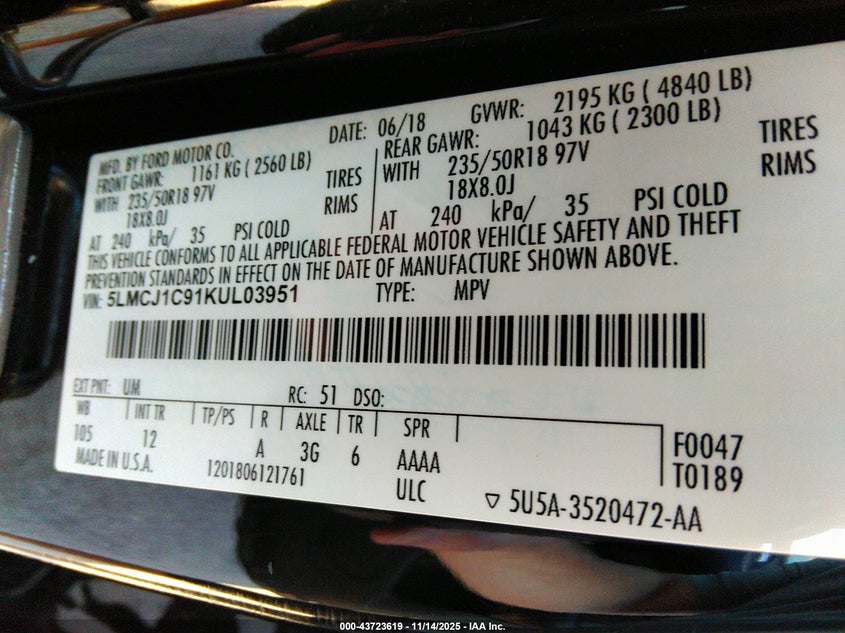 MFD. BY FORD MOTOR CO.
DATE: 06/18 GVWR: 2195 KG ( 4840 LB)
FRONT GAWR: 1161 KG ( 2560 LB)
REAR GAWR: 1043 KG ( 2300 LB)
WITH 235/50R18 97V TIRES
18X8.0J RIMS
AT 240 kPa/ 35 PSI COLD
WITH 235/50R18 97V TIRES
18X8.0J RIMS
AT 240 kPa/ 35 PSI COLD
THIS VEHICLE CONFORMS TO ALL APPLICABLE FEDERAL MOTOR VEHICLE SAFETY AND THEFT
PREVENTION STANDARDS IN EFFECT ON THE DATE OF MANUFACTURE SHOWN ABOVE.
VIN: 5LMCJ1C91KUL03951 TYPE: MPV
EXT PNT: UM RC: 51 DSO:
WB INT TR TP/PS R AXLE TR SPR
105 12 A 3G 6 AAAA
F0047
T0189
MADE IN U.S.A. 1201806121761 ULC
▽ 5U5A-3520472-AA
000-43723619 - 11/14/2025 - IAA Inc.